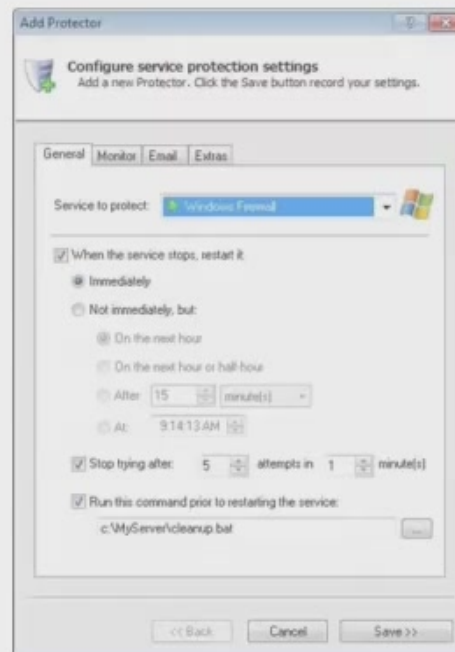 Add Protector
Configure service protection settings
Add a new Protector. Click the Save button record your settings.
General Monitor Email Extras
Service to protect: Windows Firewall
When the service stops, restart it
Immediately
Not immediately, but:
On the next hour
On the next hour or half-hour
After 15 minute(s)
At: 9:14:13 AM
Stop trying after: 5 attempts in 1 minute(s)
Run this command prior to restarting the service:
c:\MyServer\cleanup.bat
...
<< Back Cancel Save >>